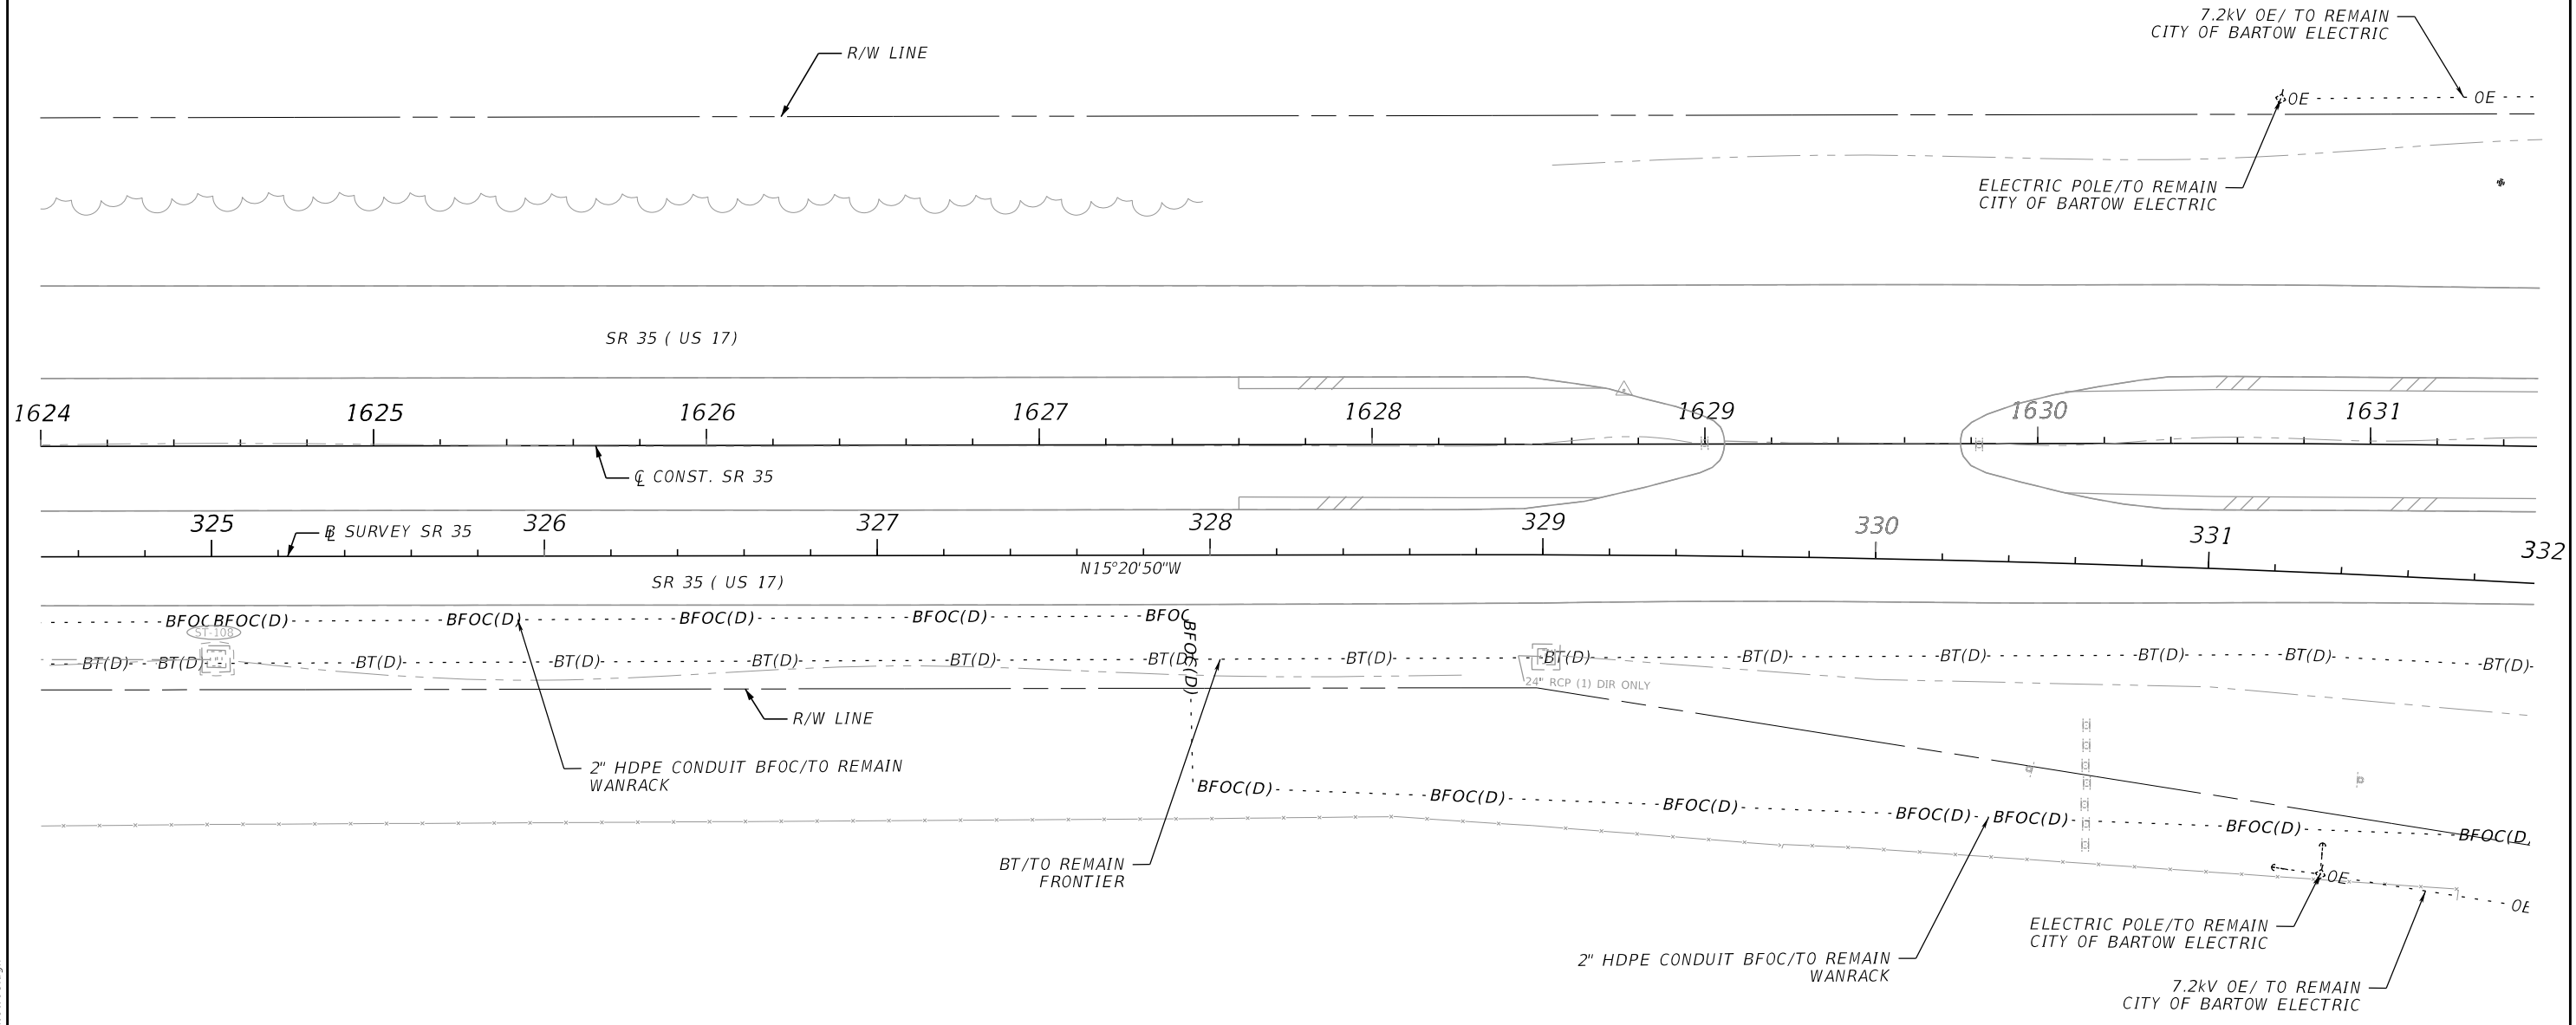 7.2kV OE/ TO REMAIN
CITY OF BARTOW ELECTRIC
R/W LINE
OE OE
ELECTRIC POLE/TO REMAIN
CITY OF BARTOW ELECTRIC
SR 35 ( US 17)
1624 1625 1626 1627 1628 1629 1630 1631
℄ CONST. SR 35
325 326 327 328 329 330 331 332
BL SURVEY SR 35
N15°20'50"W
SR 35 ( US 17)
BFOC BFOC(D) BFOC(D) BFOC(D) BFOC(D) BFOC
BFOC(D)
ST-108
BT(D) BT(D) BT(D) BT(D) BT(D) BT(D) BT(D) BT(D) BT(D) BT(D) BT(D) BT(D) BT(D) BT(D)
24" RCP (1) DIR ONLY
R/W LINE
2" HDPE CONDUIT BFOC/TO REMAIN
WANRACK
BFOC(D) BFOC(D) BFOC(D) BFOC(D) BFOC(D) BFOC(D) BFOC(D
BT/TO REMAIN
FRONTIER
OE OE
ELECTRIC POLE/TO REMAIN
CITY OF BARTOW ELECTRIC
2" HDPE CONDUIT BFOC/TO REMAIN
WANRACK
7.2kV OE/ TO REMAIN
CITY OF BARTOW ELECTRIC